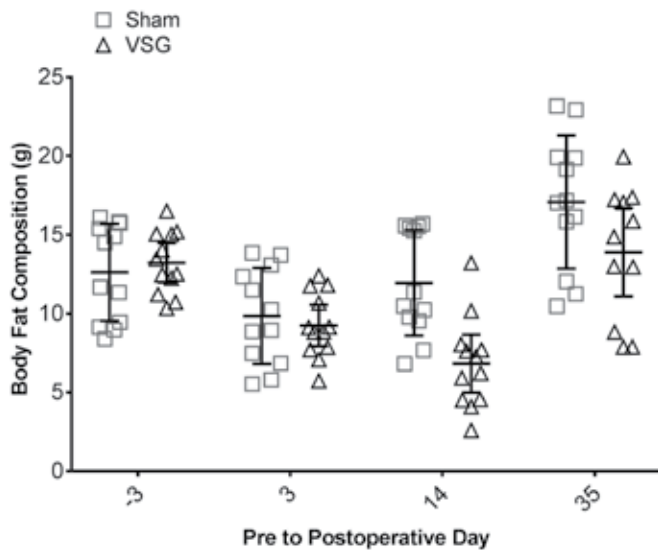 Sham
VSG
25
20
15
10
5
0
Body Fat Composition (g)
-3
3
14
35
Pre to Postoperative Day